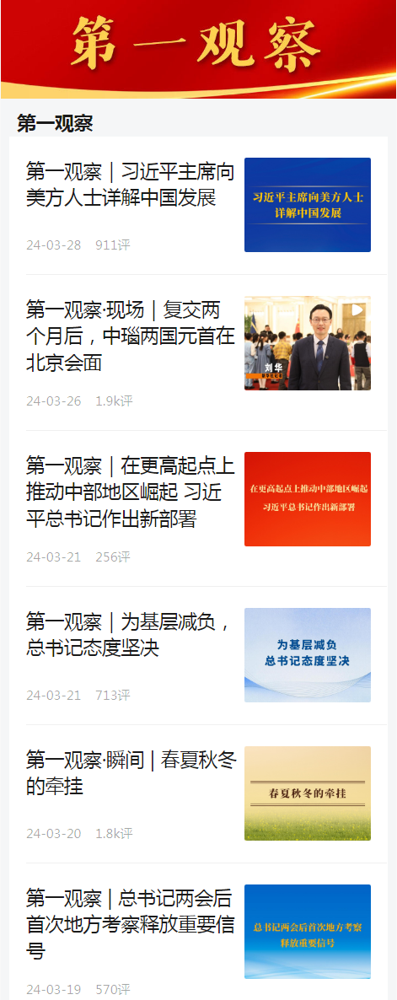 第一观察
第一观察
第一观察｜习近平主席向
美方人士详解中国发展
24-03-28 911评
习近平主席向美方人士
详解中国发展
第一观察·现场｜复交两
个月后，中瑙两国元首在
北京会面
24-03-26 1.9k评
刘华
第一观察｜在更高起点上
推动中部地区崛起 习近
平总书记作出新部署
24-03-21 256评
在更高起点上推动中部地区崛起
习近平总书记作出新部署
第一观察｜为基层减负，
总书记态度坚决
24-03-21 713评
为基层减负
总书记态度坚决
第一观察·瞬间｜春夏秋冬
的牵挂
24-03-20 1.8k评
春夏秋冬的牵挂
第一观察｜总书记两会后
首次地方考察释放重要信
号
24-03-19 570评
总书记两会后首次地方考察
释放重要信号